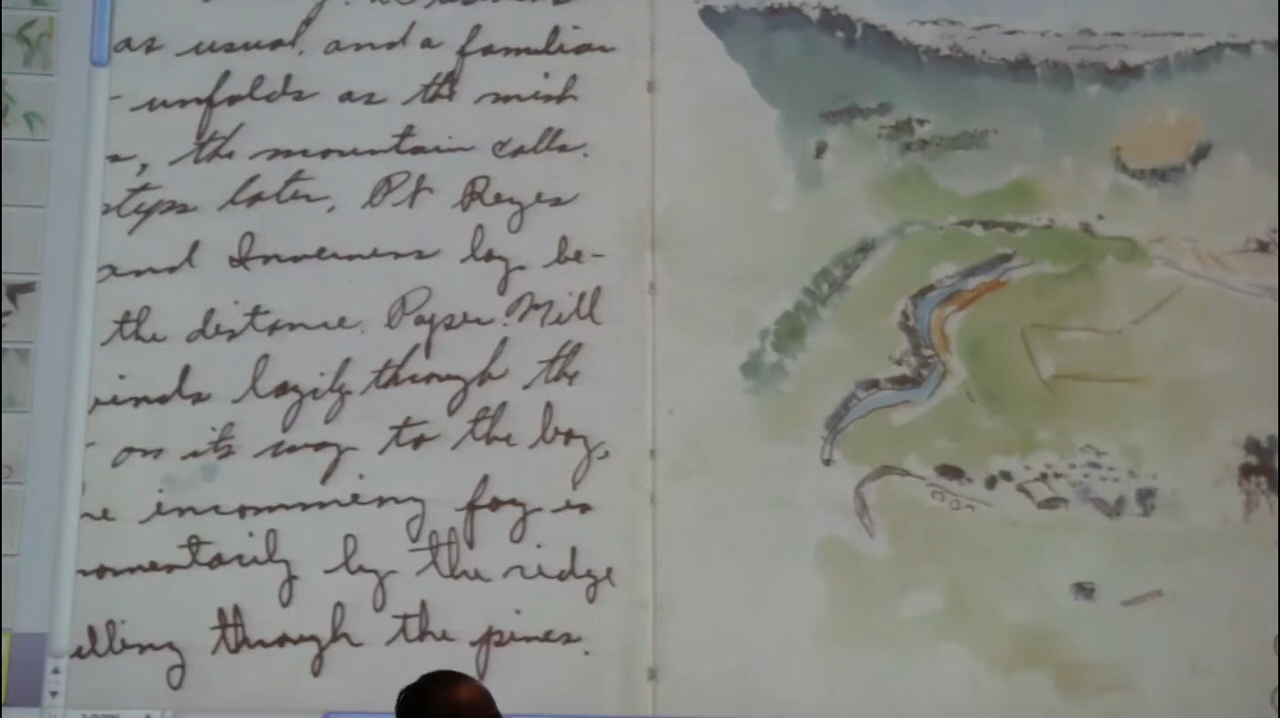 as usual, and a familiar
unfolds as the mist
, the mountain calls.
steps later, Pt Reyes
and Inverness lay be-
the distance. Paper Mill
winds lazily through the
on its way to the bay,
incomming fog is
momentarily by the ridge
elling through the pines.
100%